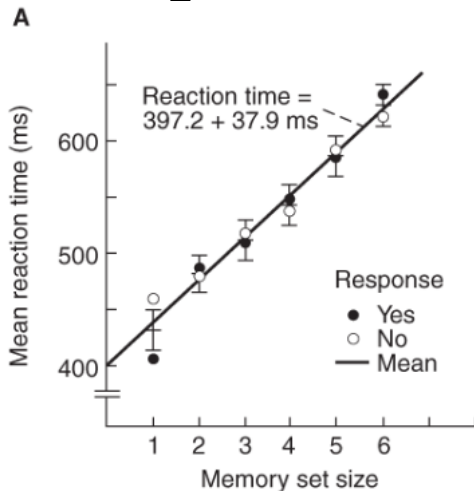 A
Reaction time =
397.2 + 37.9 ms
Mean reaction time (ms)
600
500
400
Response
Yes
No
Mean
1 2 3 4 5 6
Memory set size